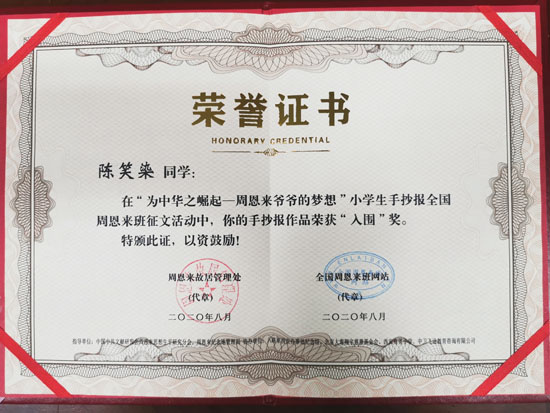 荣誉证书
HONORARY CREDENTIAL
陈笑染 同学:
在“为中华之崛起—周恩来爷爷的梦想”小学生手抄报全国
周恩来班征文活动中，你的手抄报作品荣获“入围”奖。
特颁此证，以资鼓励!
周恩来故居管理处 全国周恩来班网站
(代章) (代章)
二〇二〇年八月 二〇二〇年八月
指导单位: